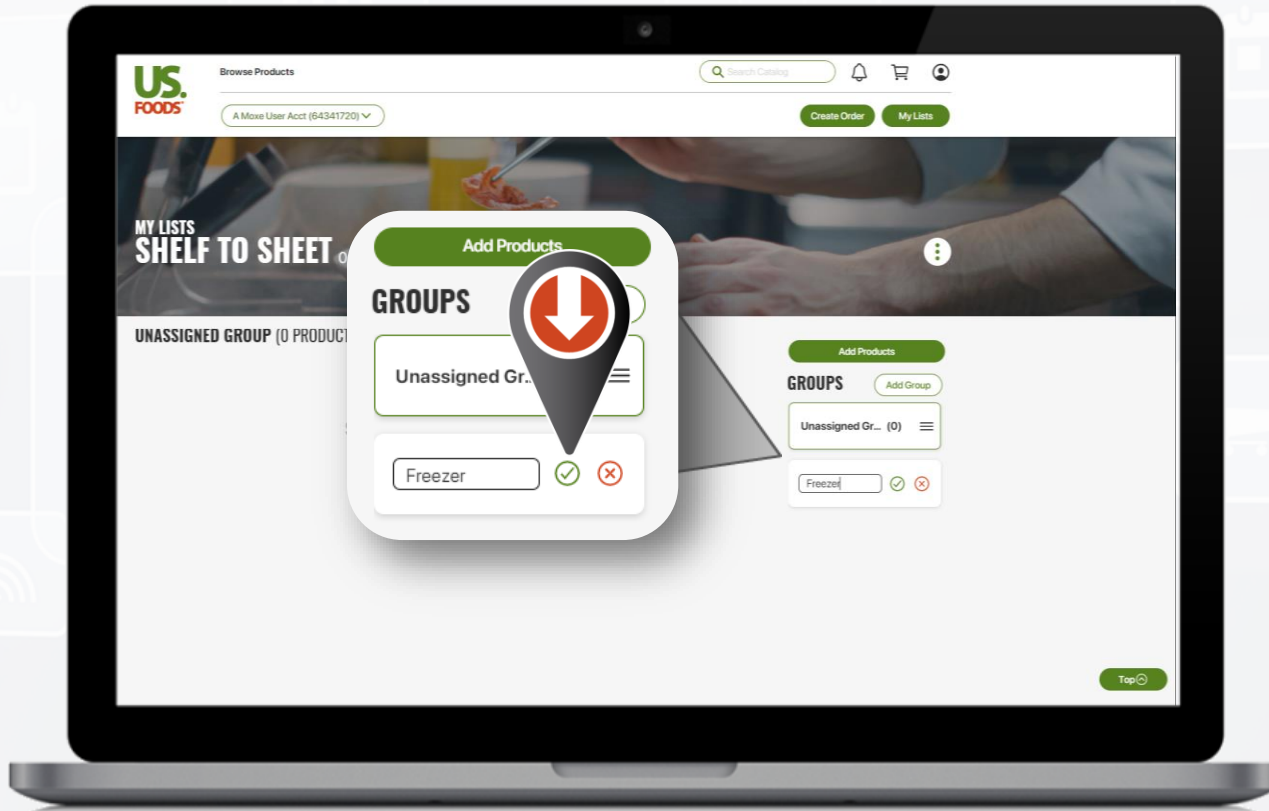 US.
FOODS
Browse Products
Search Catalog
A Moxe User Acct (64341720)
Create Order
My Lists
MY LISTS
SHELF TO SHEET
UNASSIGNED GROUP (0 PRODUCT
Add Products
GROUPS
Unassigned Gr..
Freezer
Add Products
GROUPS
Add Group
Unassigned Gr... (0)
Freezer
Top